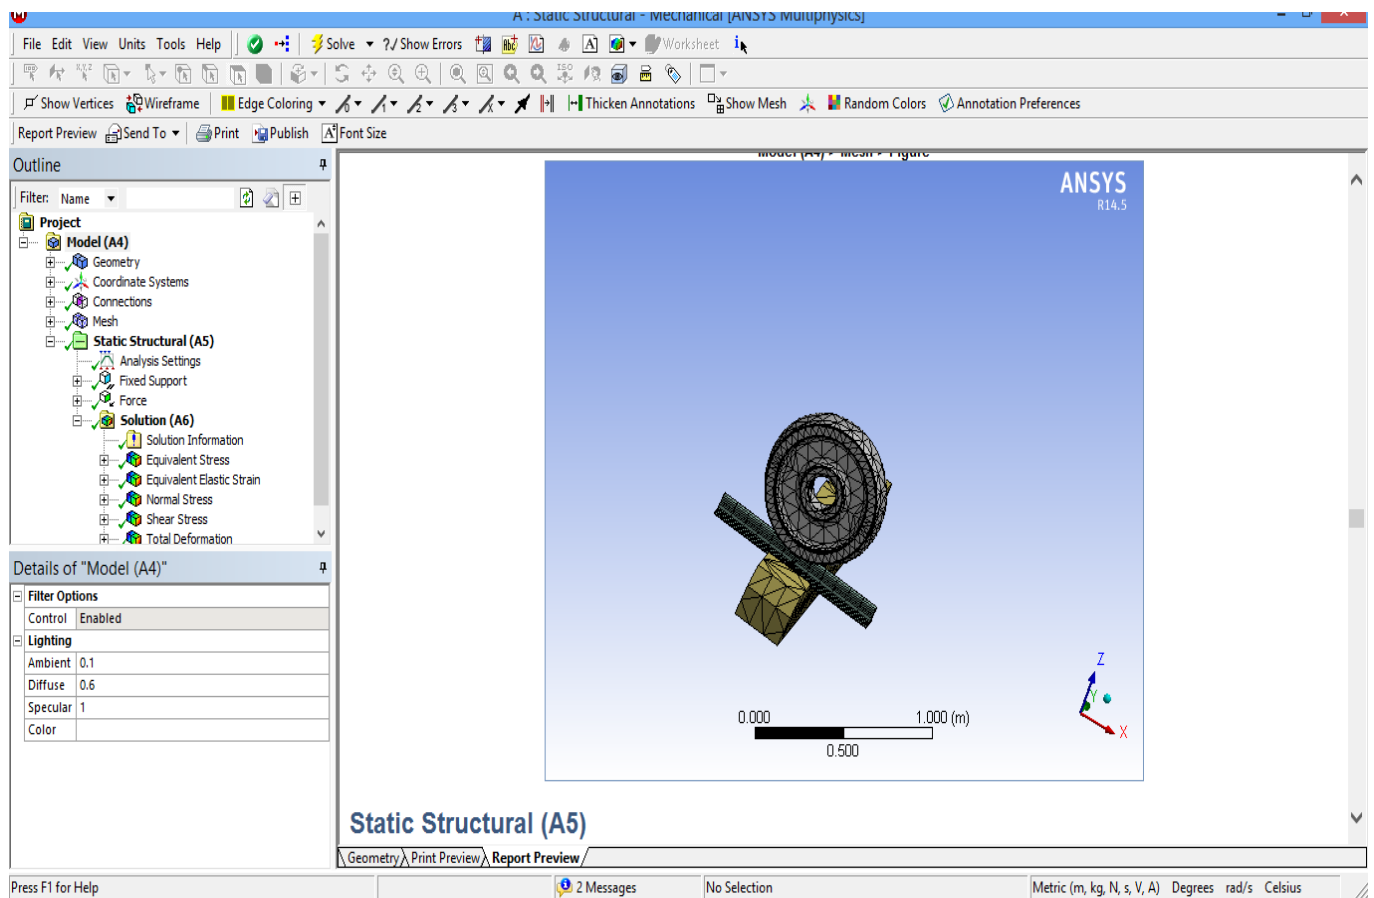 A : Static Structural - Mechanical [ANSYS Multiphysics]
File Edit View Units Tools Help Solve ?/ Show Errors Worksheet
Show Vertices Wireframe Edge Coloring Thicken Annotations Show Mesh Random Colors Annotation Preferences
Report Preview Send To Print Publish Font Size
Outline
Filter: Name
Project
Model (A4)
Geometry
Coordinate Systems
Connections
Mesh
Static Structural (A5)
Analysis Settings
Fixed Support
Force
Solution (A6)
Solution Information
Equivalent Stress
Equivalent Elastic Strain
Normal Stress
Shear Stress
Total Deformation
Details of "Model (A4)"
Filter Options
Control Enabled
Lighting
Ambient 0.1
Diffuse 0.6
Specular 1
Color
Model (A4) > Mesh > Figure
ANSYS
R14.5
Z
Y
X
0.000 1.000 (m)
0.500
Static Structural (A5)
Geometry Print Preview Report Preview
Press F1 for Help 2 Messages No Selection Metric (m, kg, N, s, V, A) Degrees rad/s Celsius